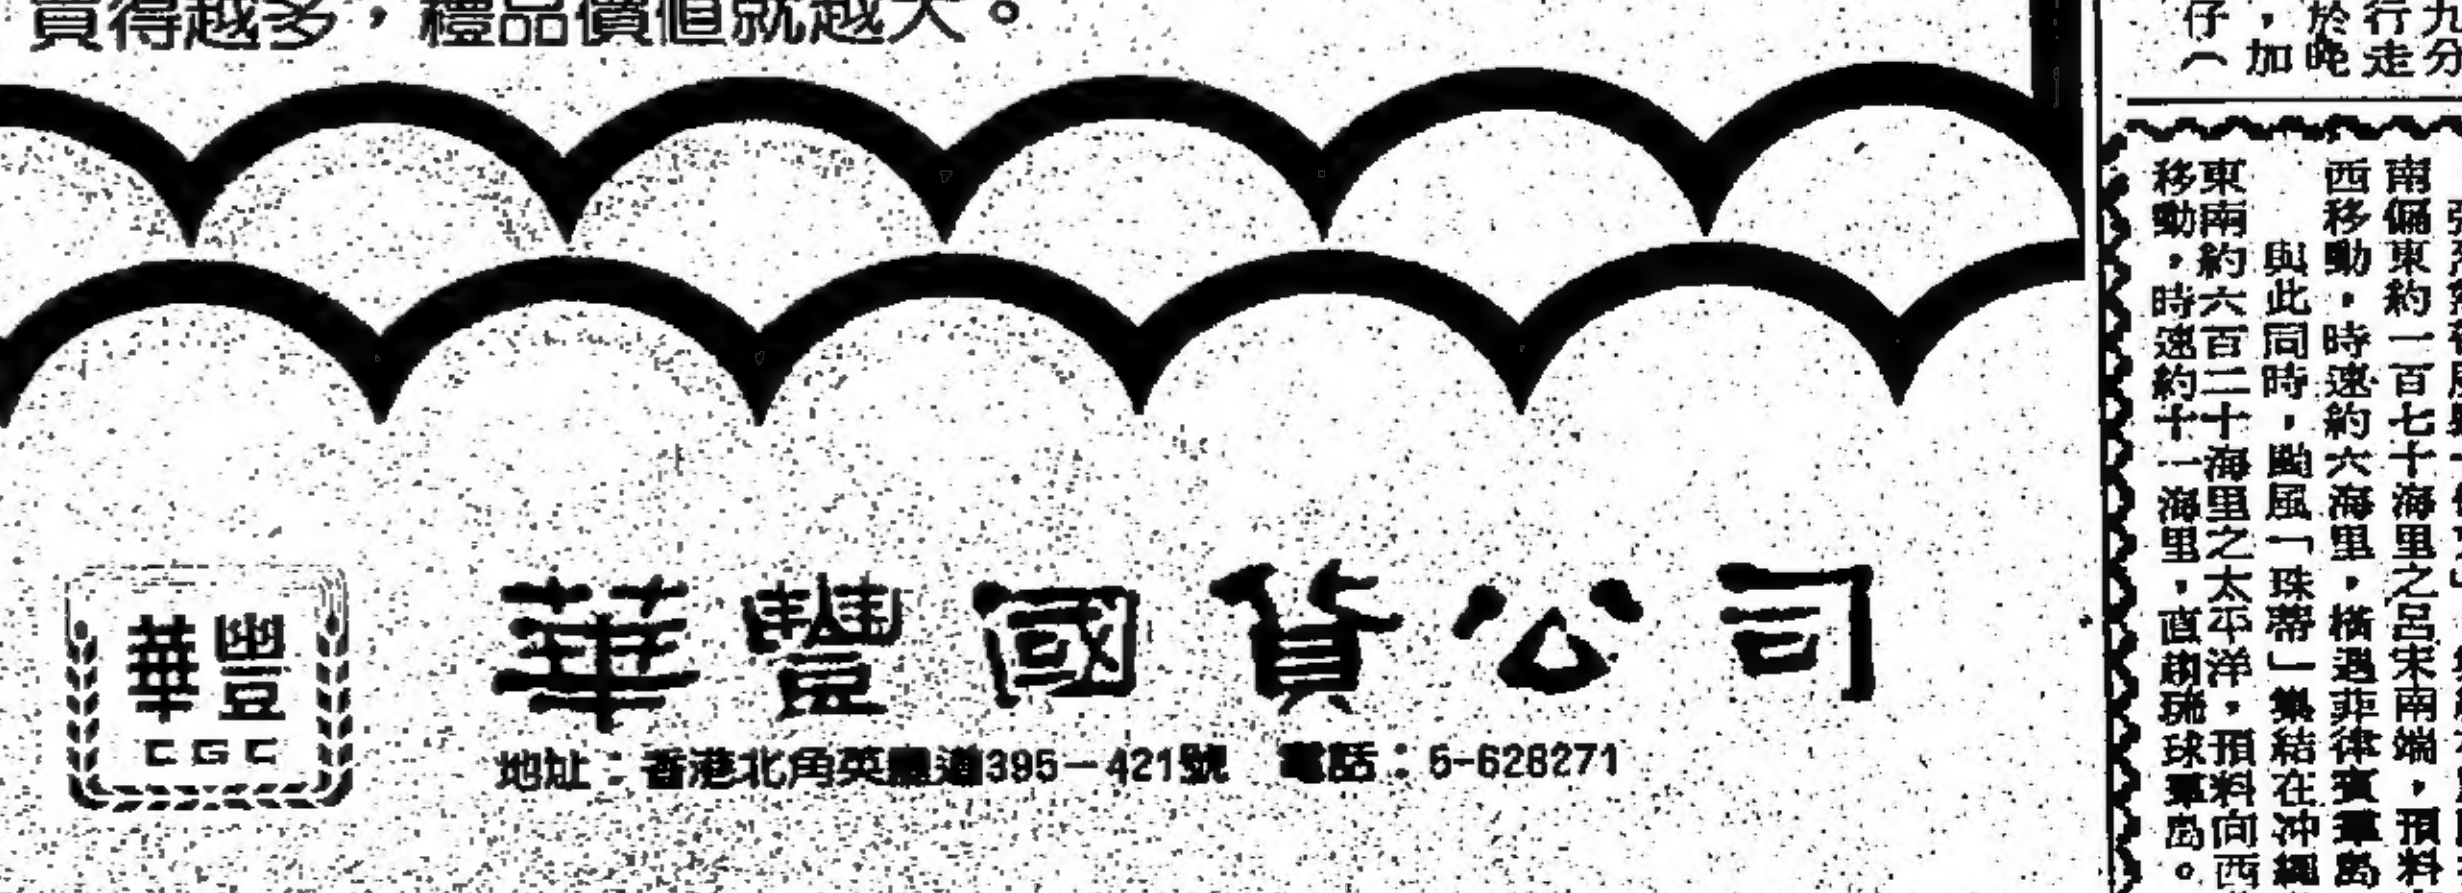 買得越多，禮品價值就越大。
華豐
CGC
華豐國貨公司
地址：香港北角英皇道395－421號　電話：5-628271
九分
行走
於晚
，加
仔（
南偏東約一百七十海里之呂宋南端，預料
西移動，時速約六海里，橫過菲律賓羣島
與此同時，颱風「珠蒂」集結在冲繩
東南約六百二十海里之太平洋，預料向西
移動，時速約十一海里，直趨琉球羣島。